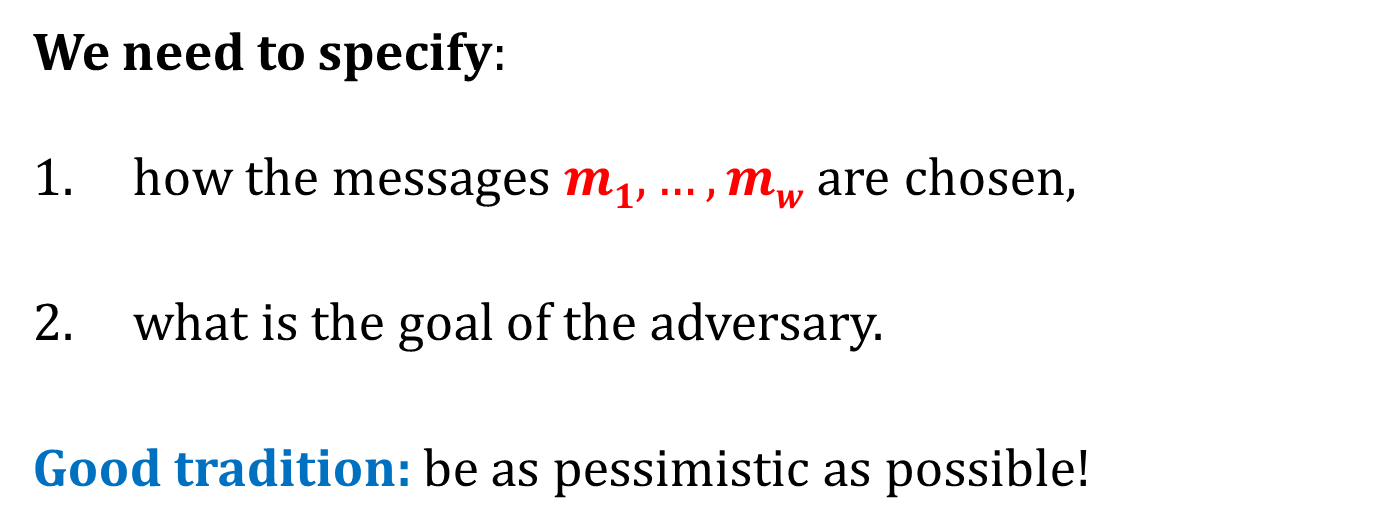 We need to specify:
1. how the messages m₁, … , m_w are chosen,
2. what is the goal of the adversary.
Good tradition: be as pessimistic as possible!